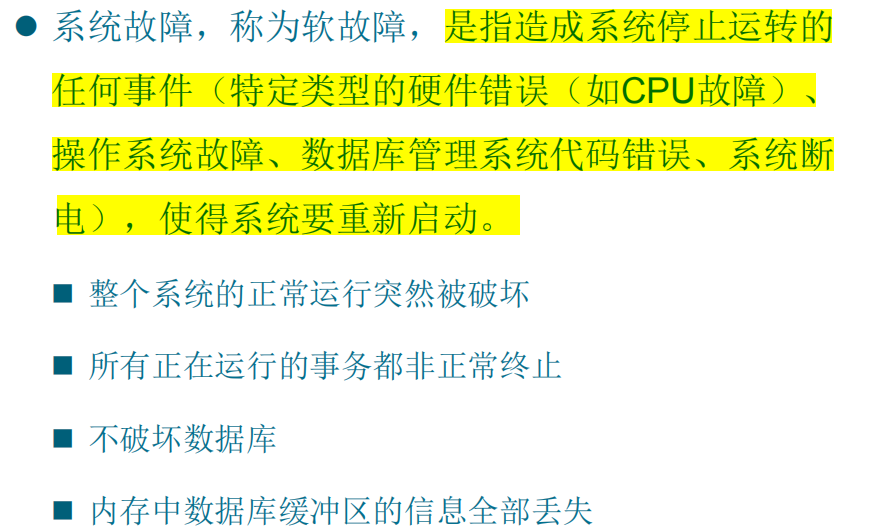 系统故障，称为软故障，是指造成系统停止运转的
任何事件（特定类型的硬件错误（如CPU故障）、
操作系统故障、数据库管理系统代码错误、系统断
电），使得系统要重新启动。
整个系统的正常运行突然被破坏
所有正在运行的事务都非正常终止
不破坏数据库
内存中数据库缓冲区的信息全部丢失